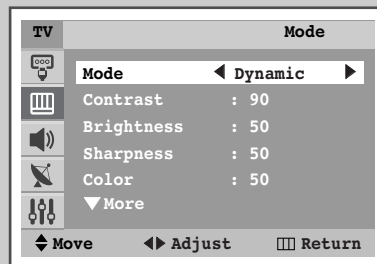 TV Mode
Mode ◀ Dynamic ▶
Contrast : 90
Brightness : 50
Sharpness : 50
Color : 50
▼More
Move Adjust Return